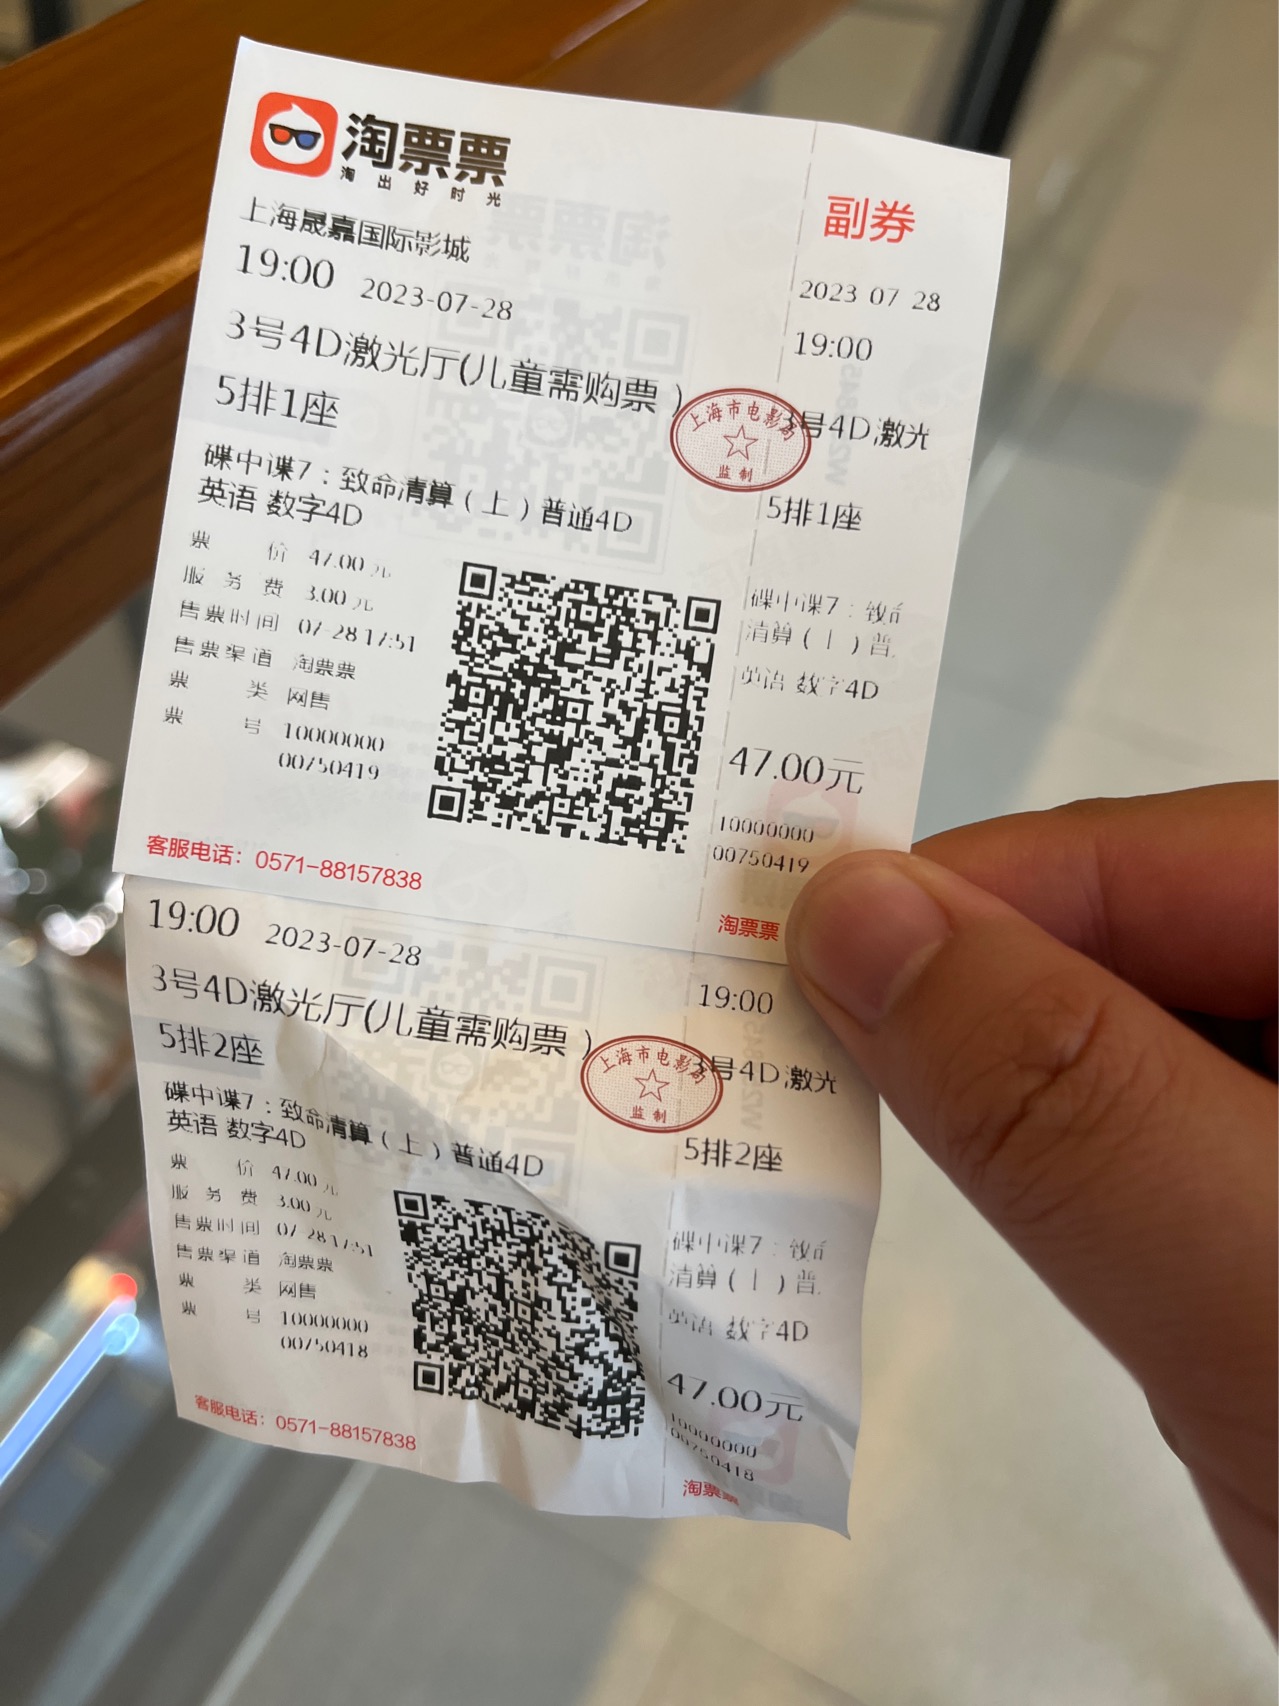 淘票票
淘出好时光
上海晟嘉国际影城
19:00 2023-07-28
3号4D激光厅(儿童需购票 )
5排1座
碟中谍7：致命清算（上）普通4D
英语 数字4D
票价 47.00元
服务费 3.00元
售票时间 07-28 17:51
售票渠道 淘票票
票类 网售
票号 10000000
00750419
客服电话：0571-88157838
副券
2023 07 28
19:00
3号4D激光
5排1座
碟中谍7：致
清算（ ）普
英语 数字4D
47.00元
10000000
00750419
淘票票
上海市电影局
监制
19:00 2023-07-28
3号4D激光厅(儿童需购票 )
5排2座
碟中谍7：致命清算（上）普通4D
英语 数字4D
票价 47.00元
服务费 3.00元
售票时间 07-28 17:51
售票渠道 淘票票
票类 网售
票号 10000000
00750418
客服电话：0571-88157838
19:00
3号4D激光
5排2座
碟中谍7：致
清算（ ）普
英语 数字4D
47.00元
10000000
00750418
淘票票
上海市电影局
监制